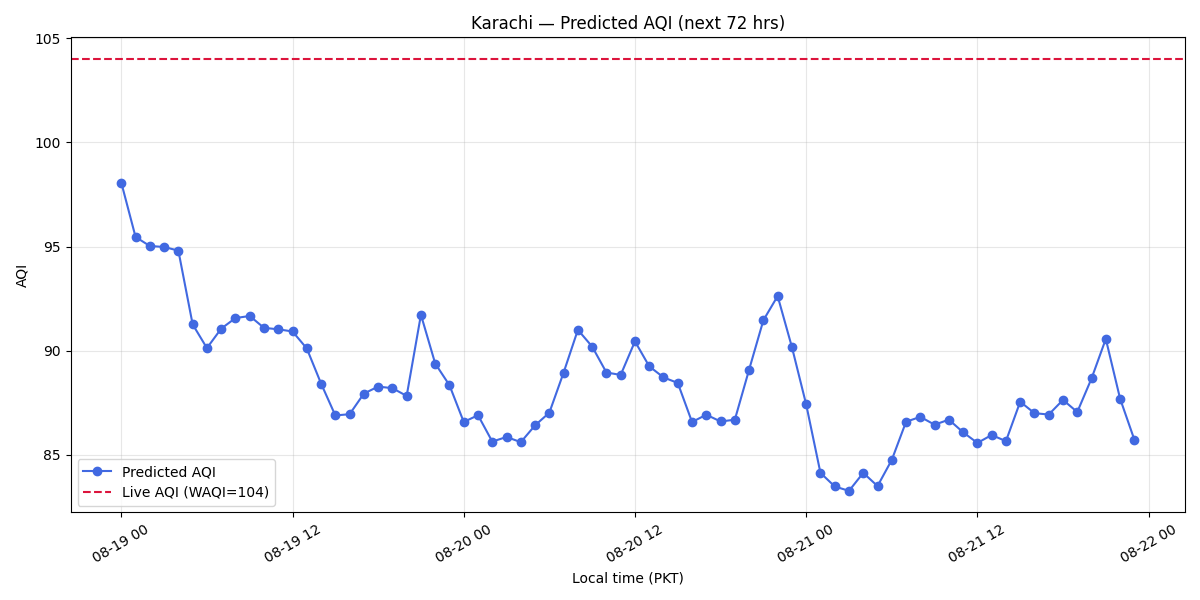 Karachi — Predicted AQI (next 72 hrs)
105
100
95
90
85
AQI
Predicted AQI
Live AQI (WAQI=104)
08-19 00
08-19 12
08-20 00
08-20 12
08-21 00
08-21 12
08-22 00
Local time (PKT)